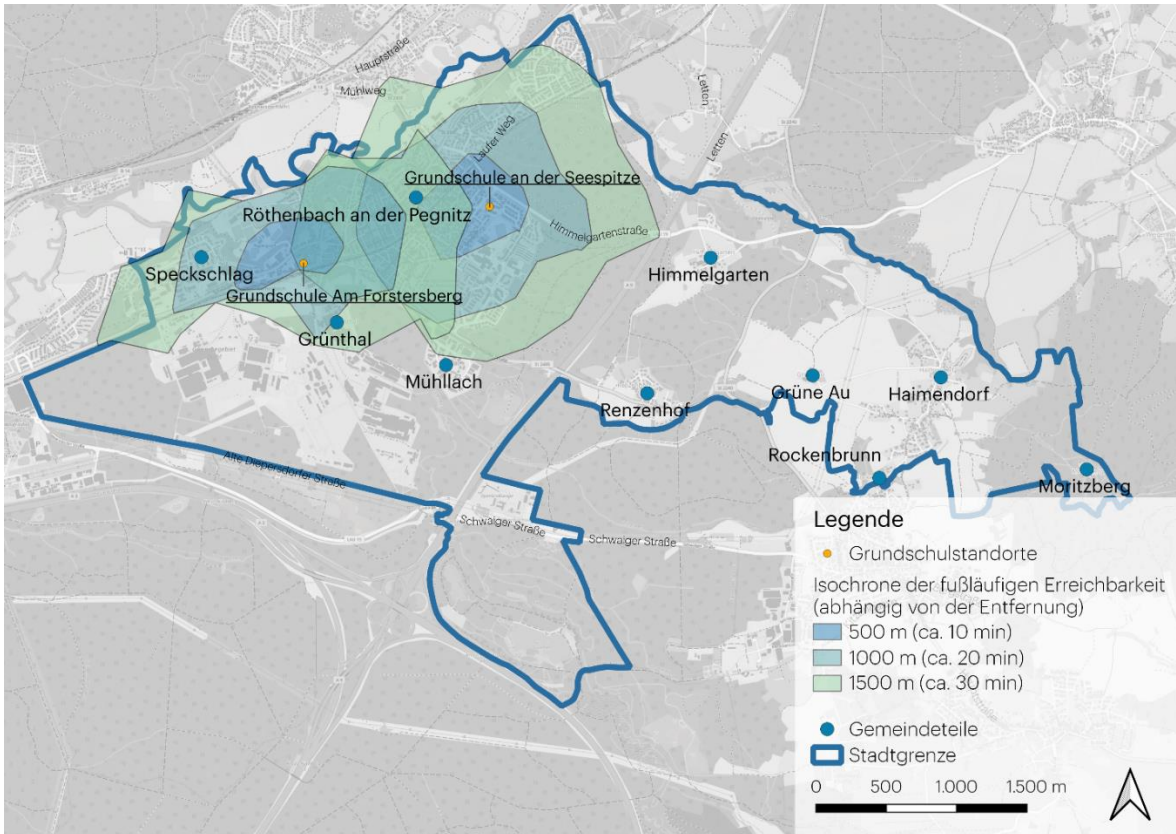 Hauptstraße
Mühlweg
Letten
Letten
Laufer Weg
Grundschule an der Seespitze
Röthenbach an der Pegnitz
Himmelgartenstraße
Speckschlag
Himmelgarten
Grundschule Am Forstersberg
Grünthal
Mühllach
Renzenhof
Grüne Au
Haimendorf
Rockenbrunn
Moritzberg
Alte Diepersdorfer Straße
Schwaiger Straße
Schwaiger Straße
Legende
Grundschulstandorte
Isochrone der fußläufigen Erreichbarkeit
(abhängig von der Entfernung)
500 m (ca. 10 min)
1000 m (ca. 20 min)
1500 m (ca. 30 min)
Gemeindeteile
Stadtgrenze
0 500 1.000 1.500 m